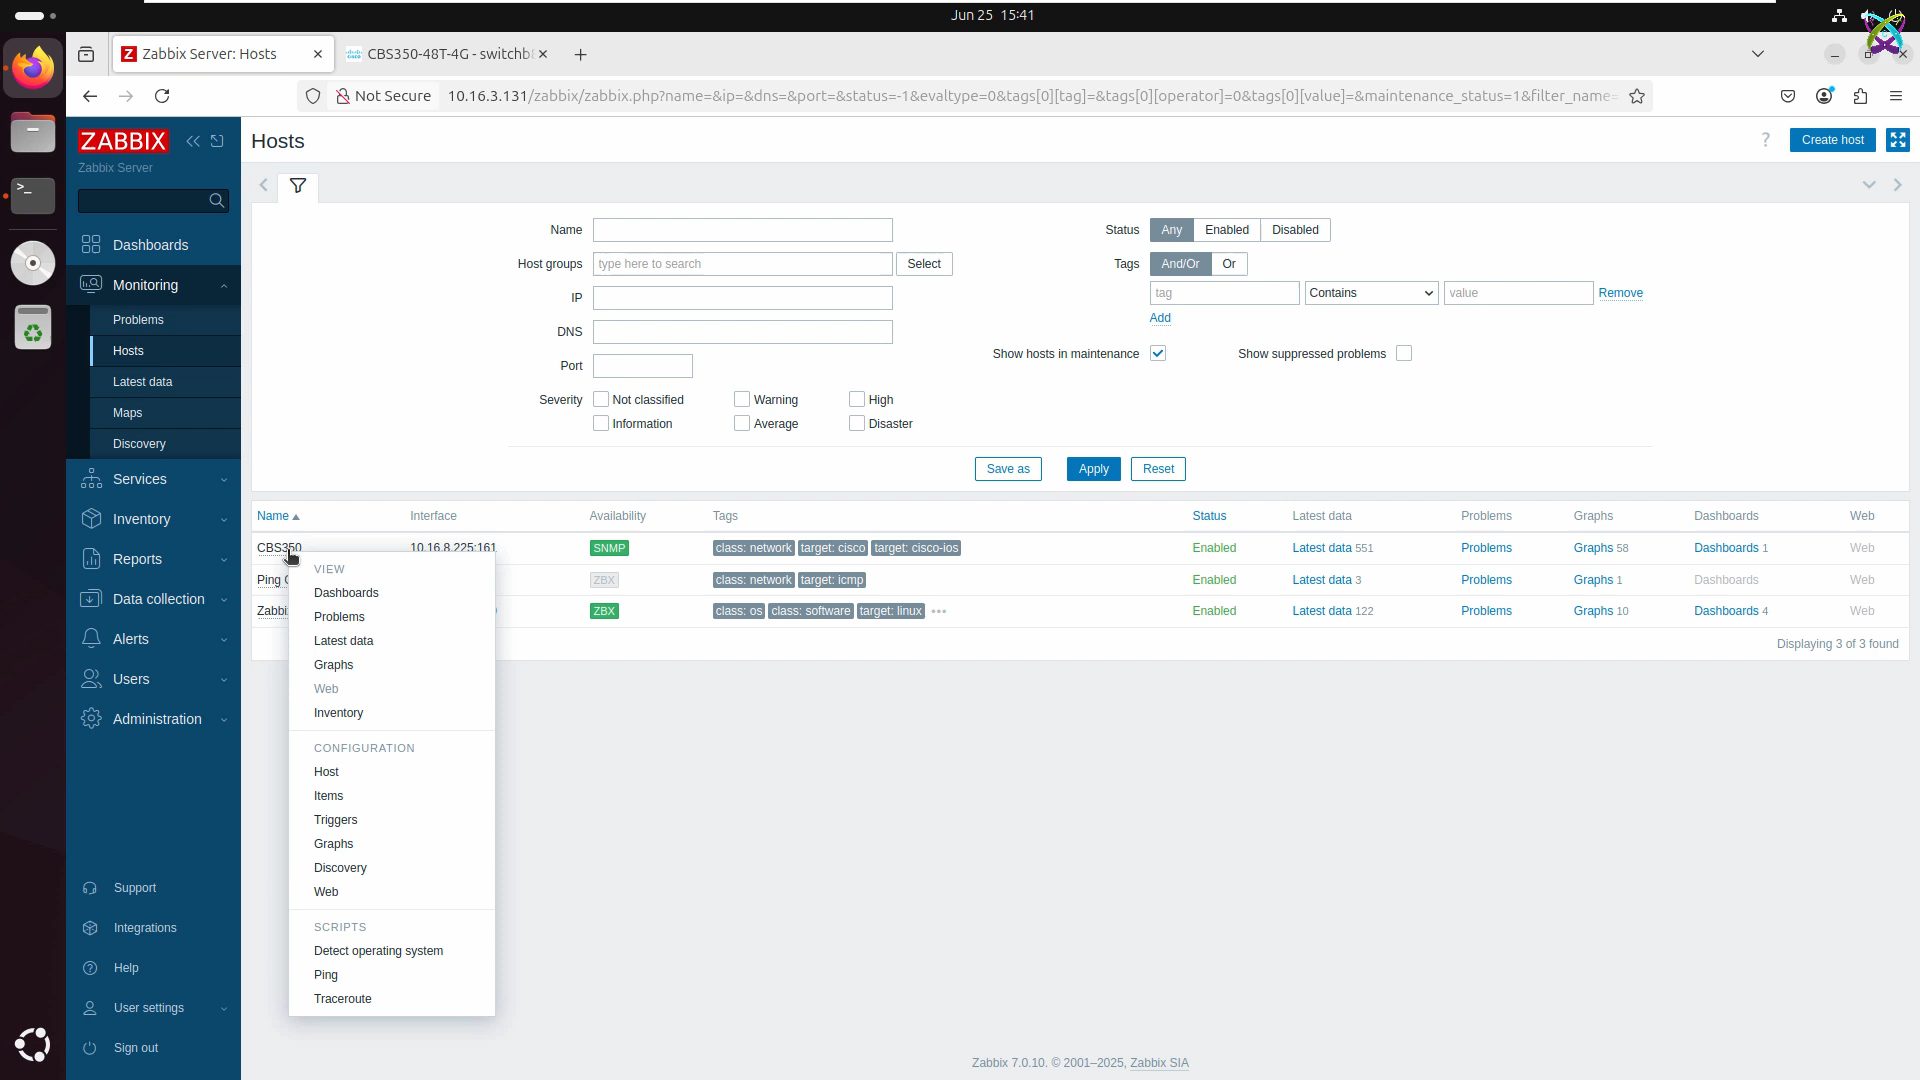 Jun 25 15:41
Zabbix Server: Hosts
CBS350-48T-4G - switchb
Not Secure
10.16.3.131/zabbix/zabbix.php?name=&ip=&dns=&port=&status=-1&evaltype=0&tags[0][tag]=&tags[0][operator]=0&tags[0][value]=&maintenance_status=1&filter_name=
ZABBIX
Zabbix Server
Dashboards
Monitoring
Problems
Hosts
Latest data
Maps
Discovery
Services
Inventory
Reports
Data collection
Alerts
Users
Administration
Support
Integrations
Help
User settings
Sign out
Hosts
? Create host
Name
Host groups type here to search Select
IP
DNS
Port
Severity Not classified Warning High
Information Average Disaster
Status Any Enabled Disabled
Tags And/Or Or
tag Contains value Remove
Add
Show hosts in maintenance Show suppressed problems
Save as Apply Reset
Name Interface Availability Tags Status Latest data Problems Graphs Dashboards Web
CBS350 10.16.8.225:161 SNMP class: network target: cisco target: cisco-ios Enabled Latest data 551 Problems Graphs 58 Dashboards 1 Web
Ping ZBX class: network target: icmp Enabled Latest data 3 Problems Graphs 1 Dashboards Web
Zabbi ZBX class: os class: software target: linux ••• Enabled Latest data 122 Problems Graphs 10 Dashboards 4 Web
Displaying 3 of 3 found
VIEW
Dashboards
Problems
Latest data
Graphs
Web
Inventory
CONFIGURATION
Host
Items
Triggers
Graphs
Discovery
Web
SCRIPTS
Detect operating system
Ping
Traceroute
Zabbix 7.0.10. © 2001–2025, Zabbix SIA